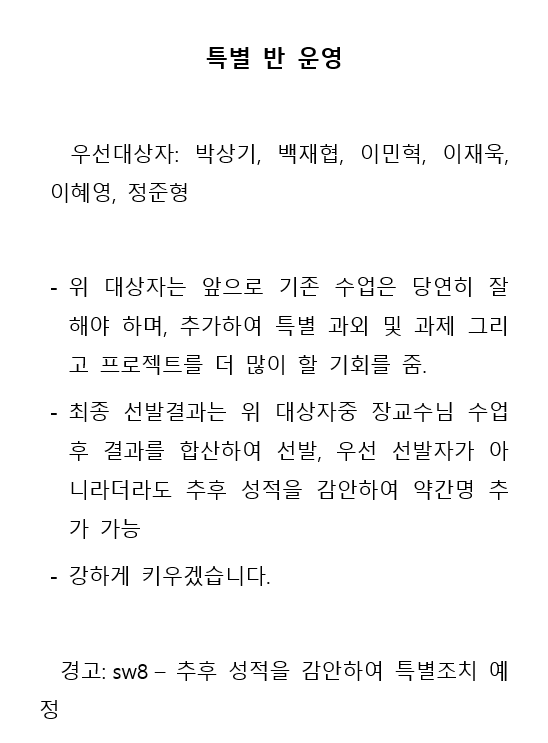 특별 반 운영
우선대상자: 박상기, 백재협, 이민혁, 이재욱,
이혜영, 정준형
- 위 대상자는 앞으로 기존 수업은 당연히 잘
해야 하며, 추가하여 특별 과외 및 과제 그리
고 프로젝트를 더 많이 할 기회를 줌.
- 최종 선발결과는 위 대상자중 장교수님 수업
후 결과를 합산하여 선발, 우선 선발자가 아
니라더라도 추후 성적을 감안하여 약간명 추
가 가능
- 강하게 키우겠습니다.
경고: sw8 – 추후 성적을 감안하여 특별조치 예
정